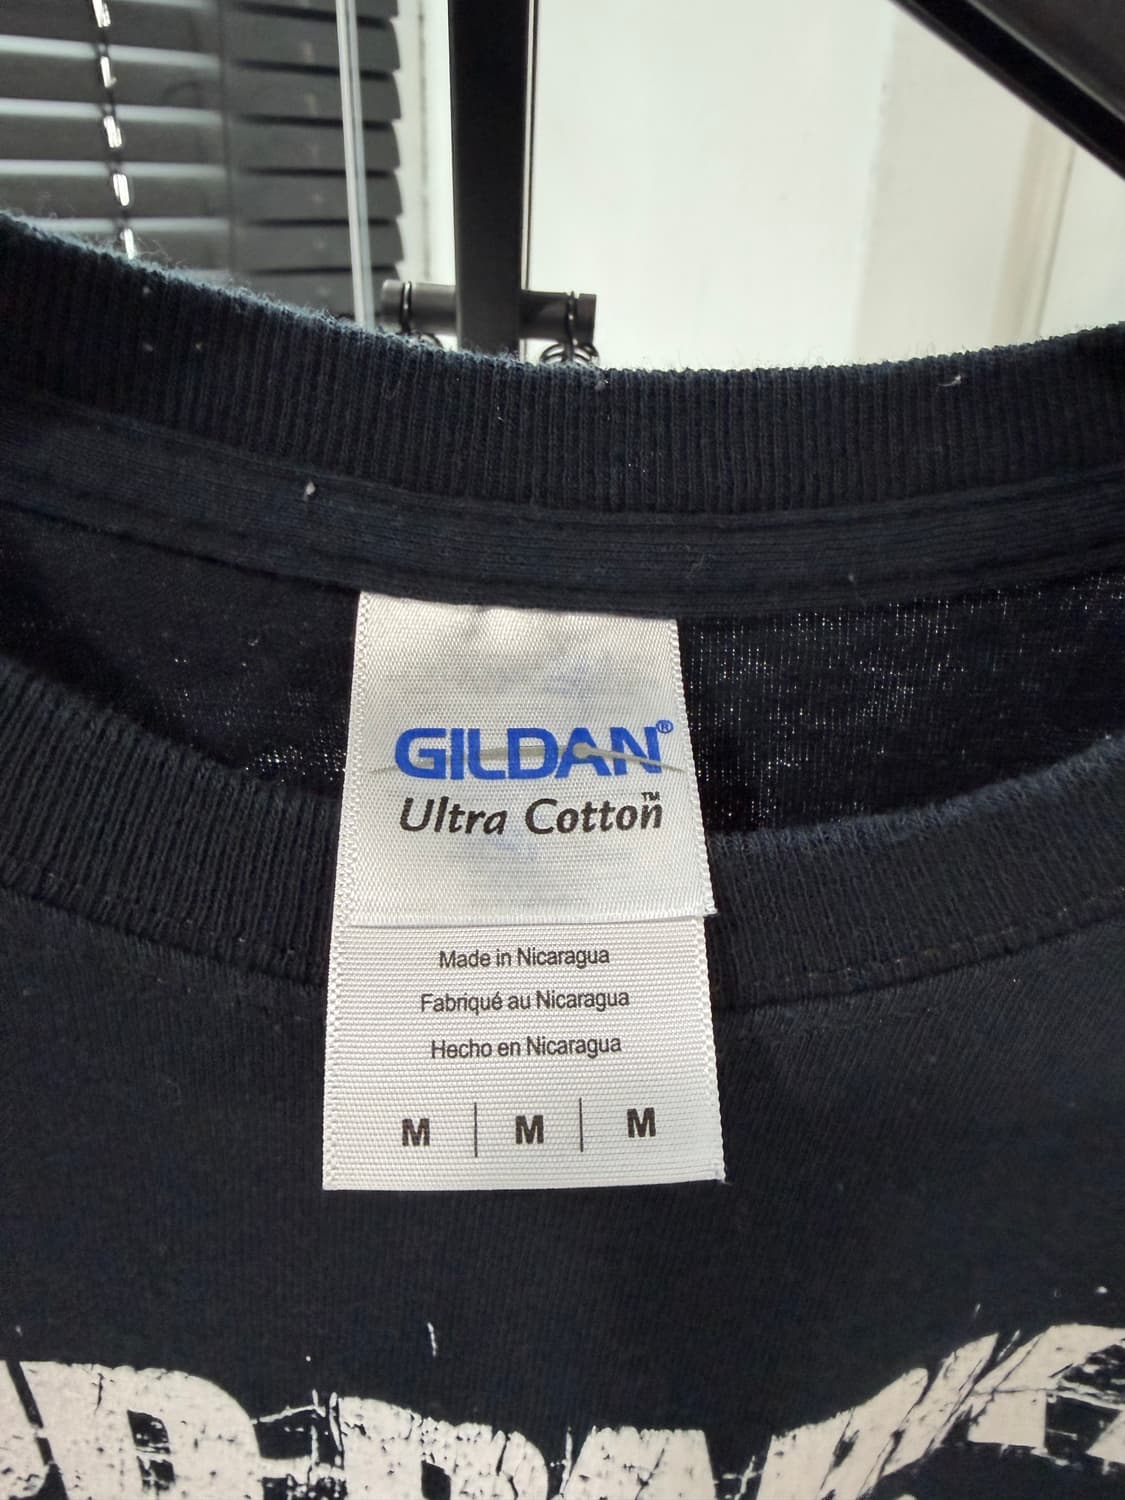 GILDAN®
Ultra Cotton™
Made in Nicaragua
Fabriqué au Nicaragua
Hecho en Nicaragua
M | M | M